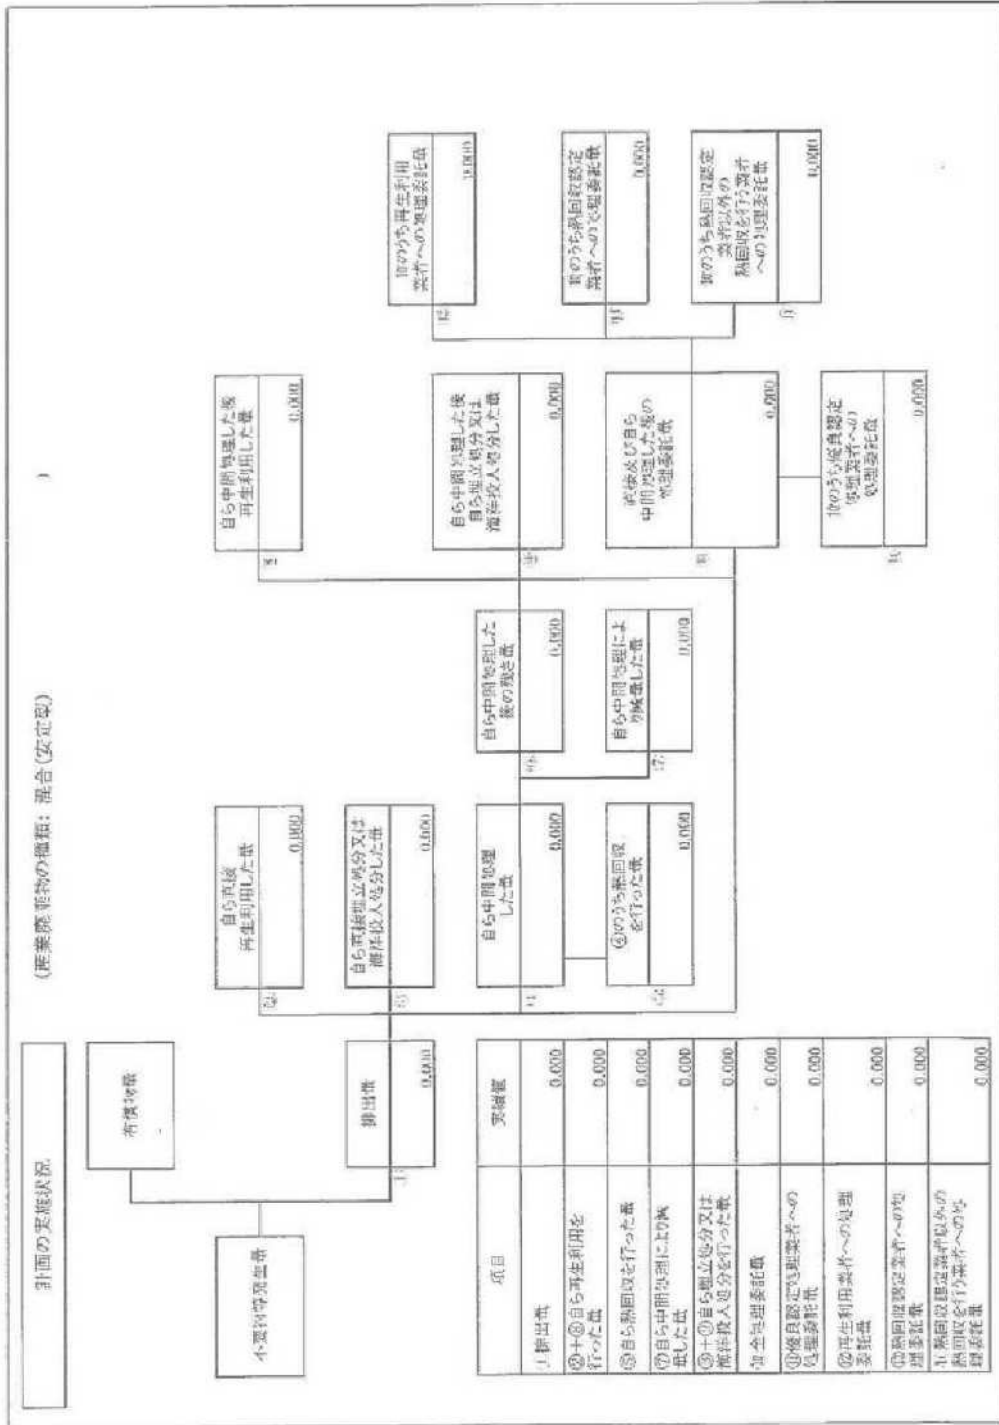 計画の実施状況
(産業廃棄物の種類：混合(安定型)
)
不要物等発生量
有償物量
①
排出量
0.000
②
自ら直接
再生利用した量
0.000
③
自ら直接埋立処分又は
海洋投入処分した量
0.000
④
自ら中間処理
した量
0.000
⑤
④のうち熱回収
を行った量
0.000
⑥
自ら中間処理した
後の残さ量
0.000
⑦
自ら中間処理によ
り減量した量
0.000
⑧
自ら中間処理した後
再生利用した量
0.000
⑨
自ら中間処理した後
自ら埋立処分又は
海洋投入処分した量
0.000
⑩
直接及び自ら
中間処理した後の
処理委託量
0.000
⑪
⑩のうち優良認定
処理業者への
処理委託量
0.000
⑫
⑩のうち再生利用
業者への処理委託量
0.000
⑬
⑩のうち熱回収認定
業者への処理委託量
0.000
⑭
⑩のうち熱回収認定
業者以外の
熱回収を行う業者
への処理委託量
0.000
項目
実績値
①排出量
0.000
②+⑧自ら再生利用を
行った量
0.000
⑤自ら熱回収を行った量
0.000
⑦自ら中間処理により減
量した量
0.000
③+⑨自ら埋立処分又は
海洋投入処分を行った量
0.000
⑩全処理委託量
0.000
⑪優良認定処理業者への
処理委託量
0.000
⑫再生利用業者への処理
委託量
0.000
⑬熱回収認定業者への処
理委託量
0.000
⑭熱回収認定業者以外の
熱回収を行う業者への処
理委託量
0.000